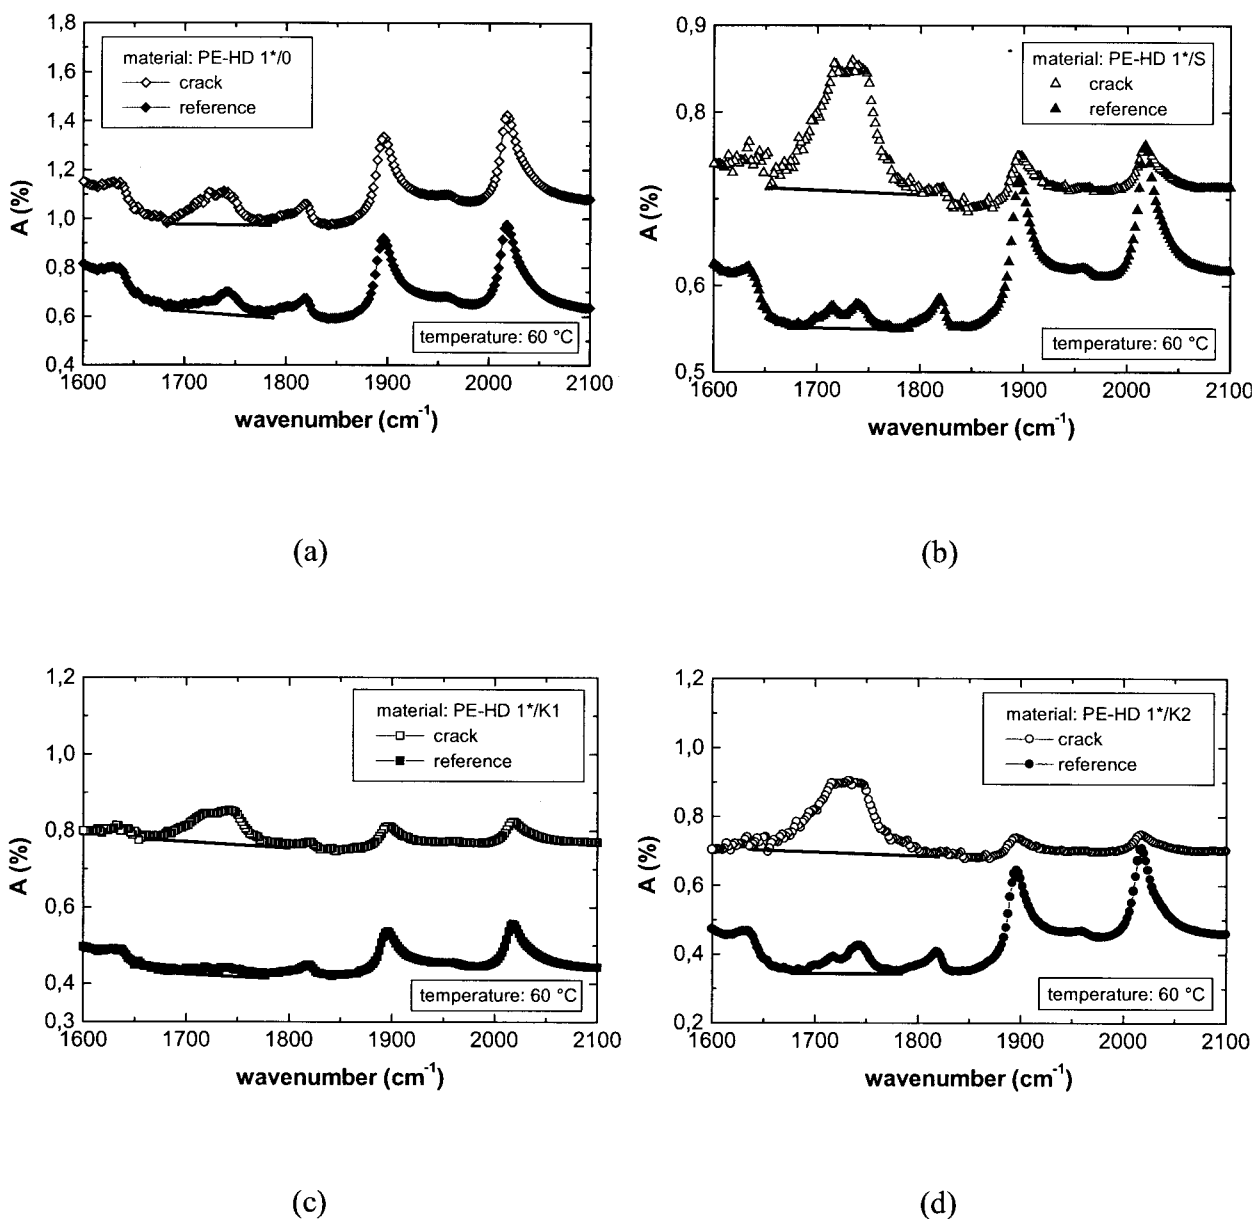 1,8
1,6
1,4
1,2
1,0
0,8
0,6
0,4
A (%)
material: PE-HD 1*/0
crack
reference
temperature: 60 °C
1600 1700 1800 1900 2000 2100
wavenumber (cm-1)
(a)
0,9
0,8
0,7
0,6
0,5
A (%)
material: PE-HD 1*/S
crack
reference
temperature: 60 °C
1600 1700 1800 1900 2000 2100
wavenumber (cm-1)
(b)
1,2
1,0
0,8
0,6
0,4
0,3
A (%)
material: PE-HD 1*/K1
crack
reference
temperature: 60 °C
1600 1700 1800 1900 2000 2100
wavenumber (cm-1)
(c)
1,2
1,0
0,8
0,6
0,4
0,2
A (%)
material: PE-HD 1*/K2
crack
reference
temperature: 60 °C
1600 1700 1800 1900 2000 2100
wavenumber (cm-1)
(d)